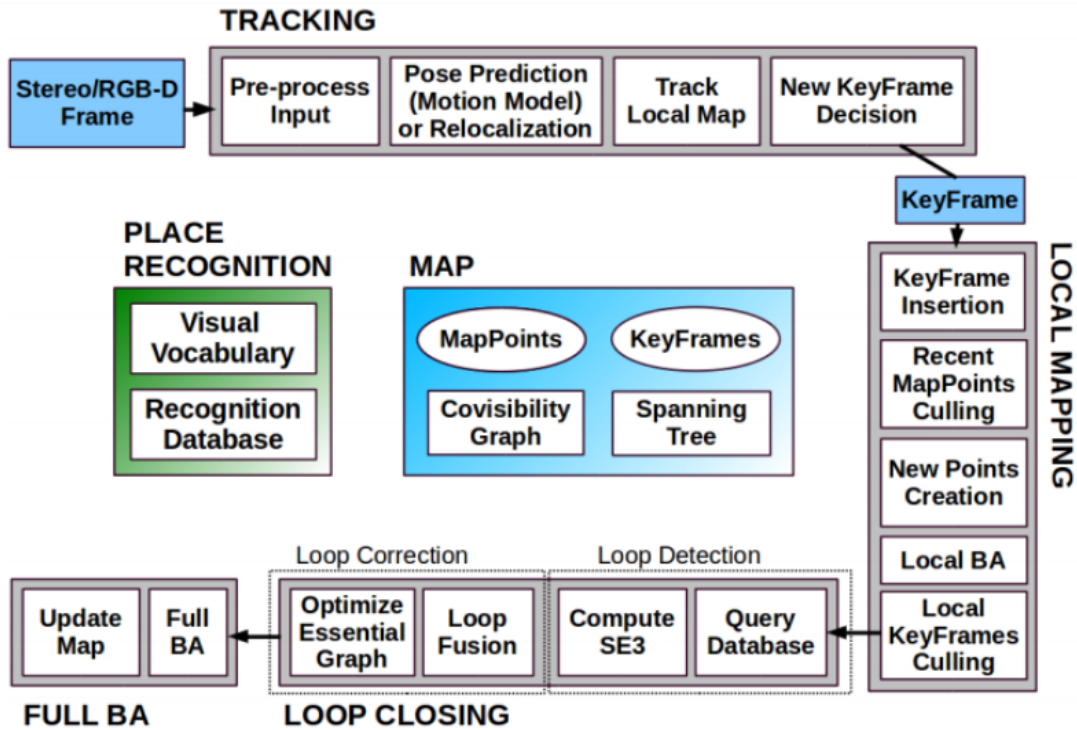 TRACKING
Stereo/RGB-D
Frame
Pre-process
Input
Pose Prediction
(Motion Model)
or Relocalization
Track
Local Map
New KeyFrame
Decision
KeyFrame
LOCAL MAPPING
KeyFrame
Insertion
Recent
MapPoints
Culling
New Points
Creation
Local BA
Local
KeyFrames
Culling
PLACE
RECOGNITION
Visual
Vocabulary
Recognition
Database
MAP
MapPoints
KeyFrames
Covisibility
Graph
Spanning
Tree
Loop Correction
Loop Detection
Update
Map
Full
BA
Optimize
Essential
Graph
Loop
Fusion
Compute
SE3
Query
Database
FULL BA
LOOP CLOSING